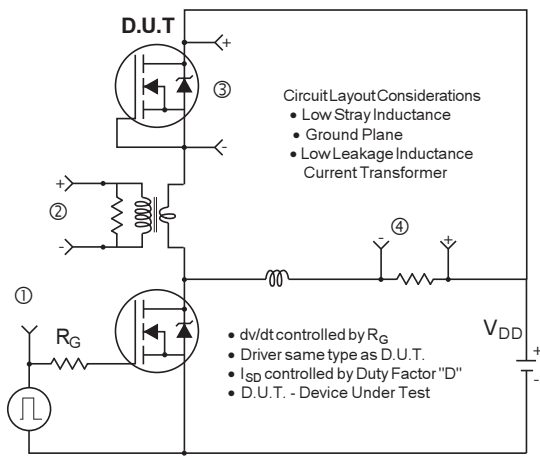 D.U.T
+
③
-
Circuit Layout Considerations
• Low Stray Inductance
• Ground Plane
• Low Leakage Inductance
Current Transformer
+
②
-
④
- +
①
R_G
• dv/dt controlled by R_G
• Driver same type as D.U.T.
• I_SD controlled by Duty Factor "D"
• D.U.T. - Device Under Test
V_DD
+
-